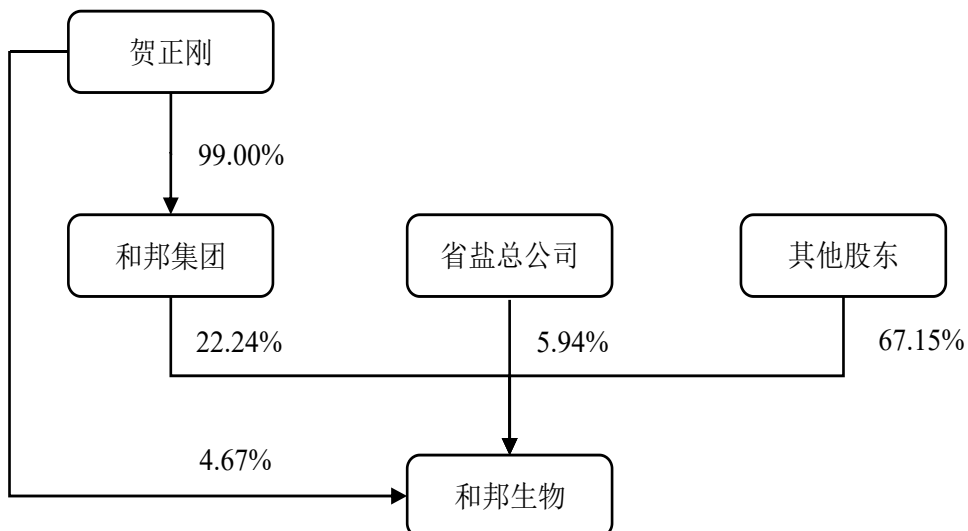 贺正刚
99.00%
和邦集团
省盐总公司
其他股东
22.24%
5.94%
67.15%
4.67%
和邦生物